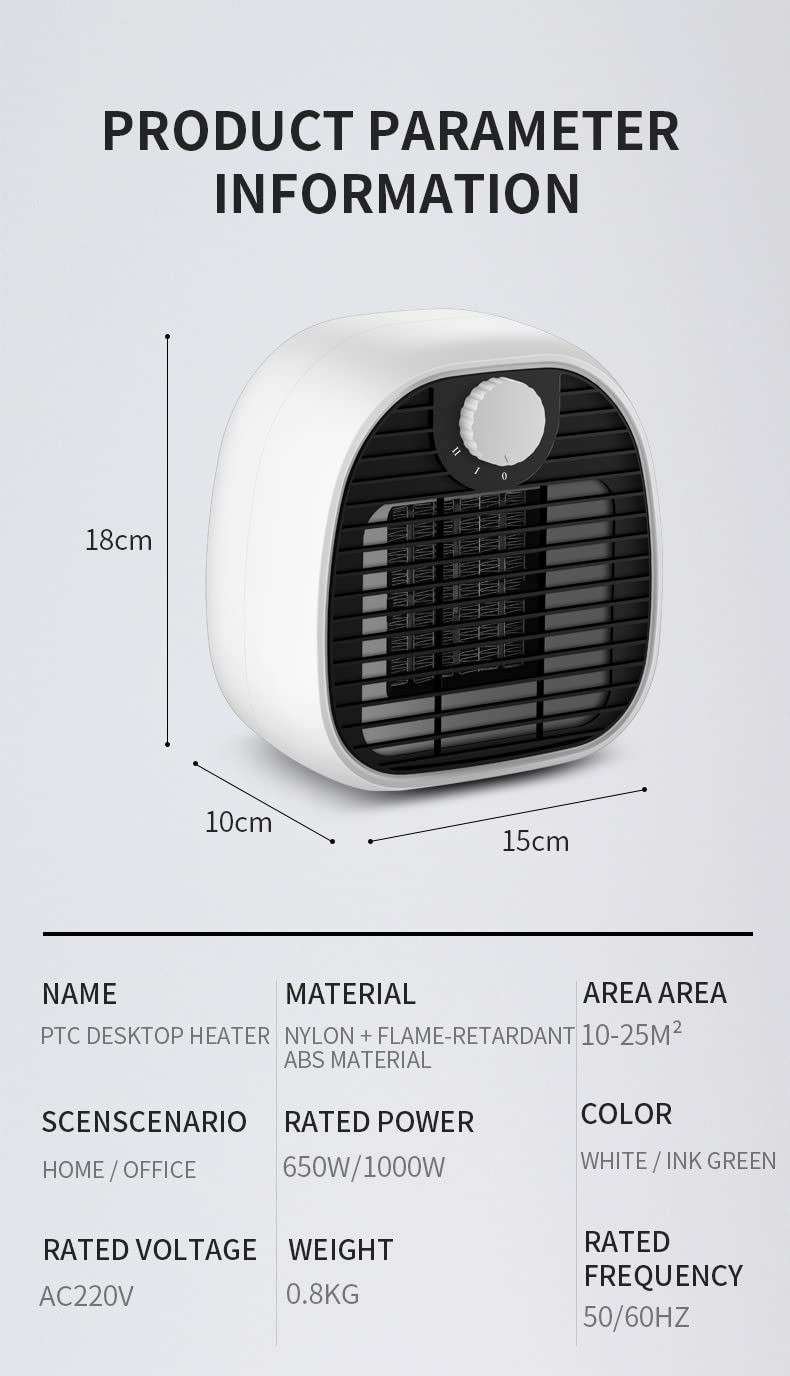 PRODUCT PARAMETER
INFORMATION
II
I
0
18cm
10cm
15cm
NAME
PTC DESKTOP HEATER
MATERIAL
NYLON + FLAME-RETARDANT
ABS MATERIAL
AREA AREA
10-25M²
SCENSCENARIO
HOME / OFFICE
RATED POWER
650W/1000W
COLOR
WHITE / INK GREEN
RATED VOLTAGE
AC220V
WEIGHT
0.8KG
RATED
FREQUENCY
50/60HZ